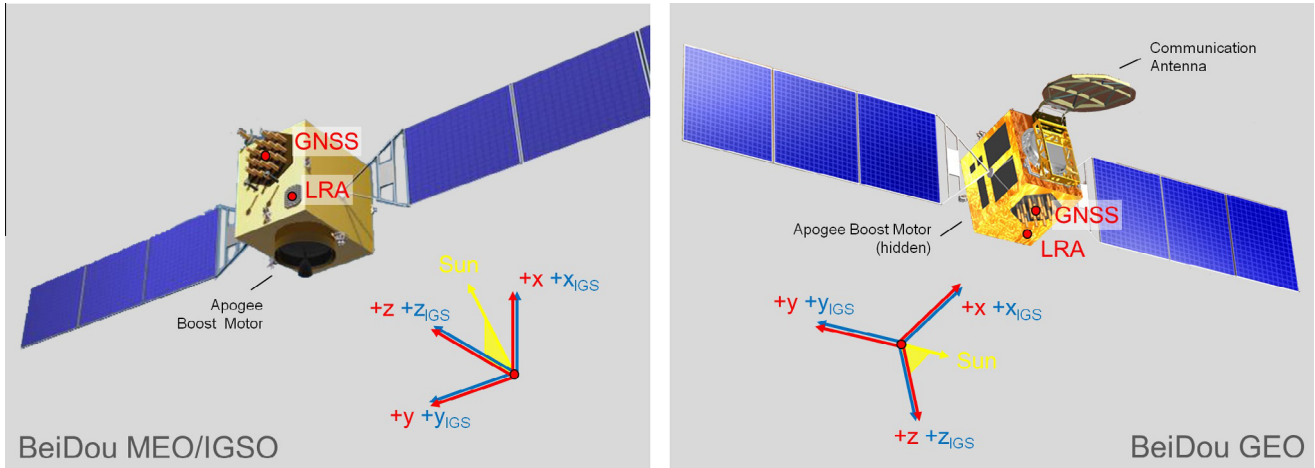 GNSS
LRA
Apogee
Boost Motor
Sun
+x +xIGS
+z +zIGS
+y +yIGS
BeiDou MEO/IGSO
Communication
Antenna
GNSS
Apogee Boost Motor
(hidden)
LRA
+y +yIGS
+x +xIGS
Sun
+z +zIGS
BeiDou GEO